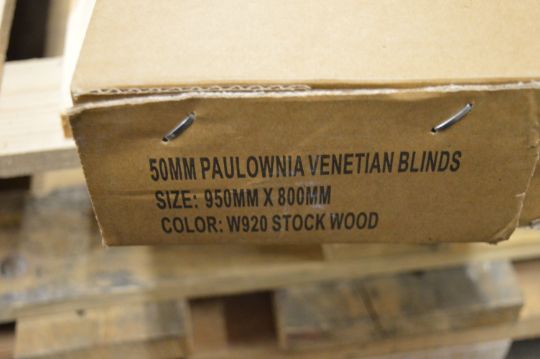 50MM PAULOWNIA VENETIAN BLINDS
SIZE: 950MM X 800MM
COLOR: W920 STOCK WOOD